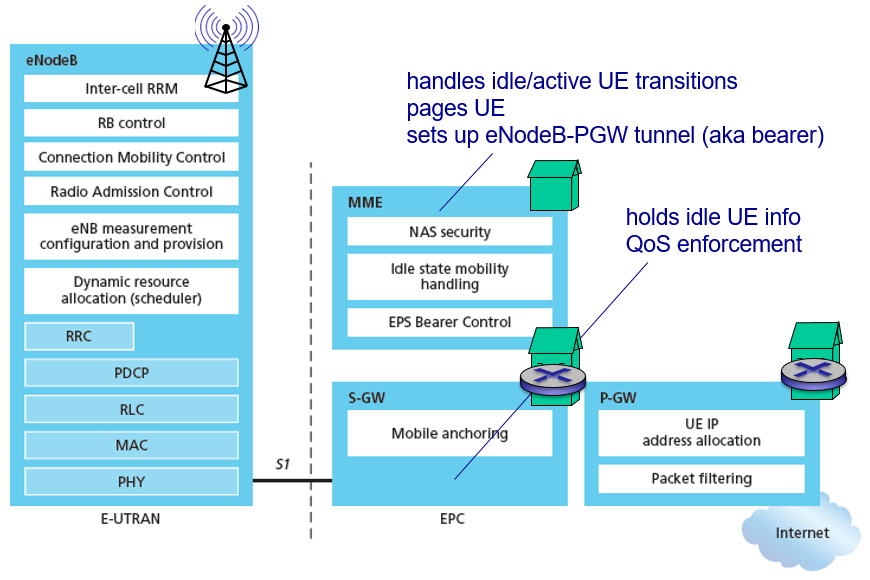 eNodeB
Inter-cell RRM
RB control
Connection Mobility Control
Radio Admission Control
eNB measurement
configuration and provision
Dynamic resource
allocation (scheduler)
RRC
PDCP
RLC
MAC
PHY
E-UTRAN
S1
handles idle/active UE transitions
pages UE
sets up eNodeB-PGW tunnel (aka bearer)
MME
NAS security
Idle state mobility
handling
EPS Bearer Control
holds idle UE info
QoS enforcement
S-GW
Mobile anchoring
EPC
P-GW
UE IP
address allocation
Packet filtering
Internet